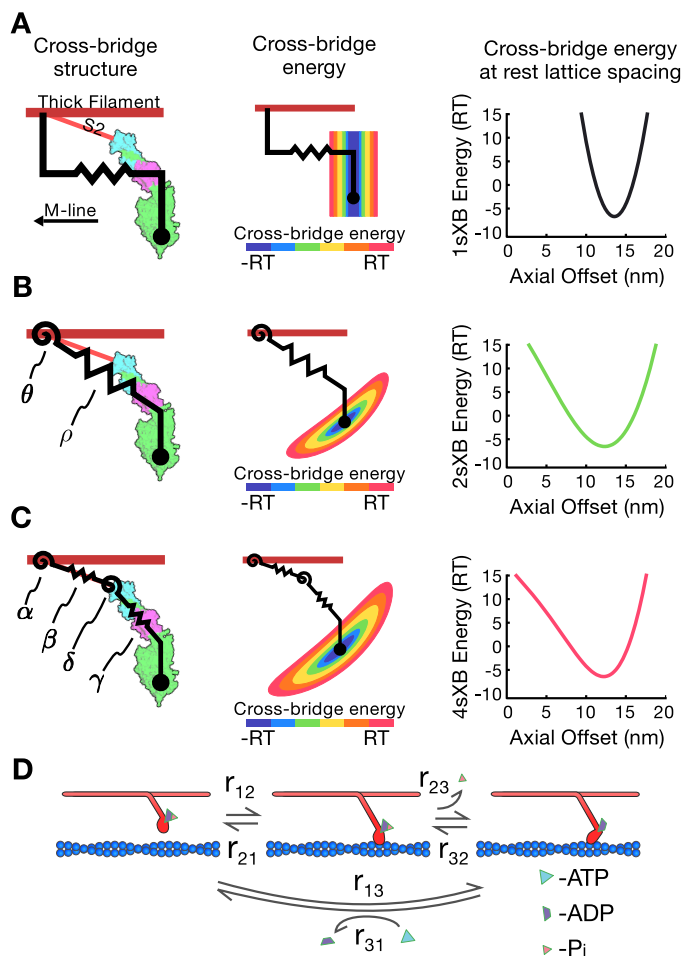 A
Cross-bridge
structure
Cross-bridge
energy
Cross-bridge energy
at rest lattice spacing
Thick Filament
S2
M-line
Cross-bridge energy
-RT
RT
1sXB Energy (RT)
15
10
5
0
-5
-10
0
5
10
15
20
Axial Offset (nm)
B
θ
ρ
Cross-bridge energy
-RT
RT
2sXB Energy (RT)
15
10
5
0
-5
-10
0
5
10
15
20
Axial Offset (nm)
C
α
β
δ
γ
Cross-bridge energy
-RT
RT
4sXB Energy (RT)
15
10
5
0
-5
-10
0
5
10
15
20
Axial Offset (nm)
D
r12
r21
r23
r32
r13
r31
-ATP
-ADP
-Pi